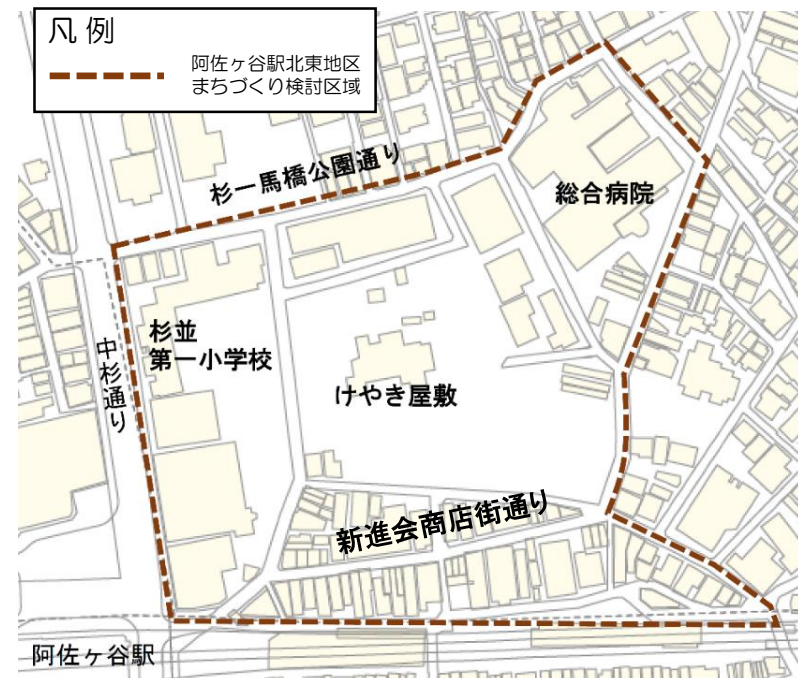 凡 例
阿佐ヶ谷駅北東地区
まちづくり検討区域
杉一馬橋公園通り
総合病院
杉並
第一小学校
中杉通り
けやき屋敷
新進会商店街通り
阿佐ヶ谷駅